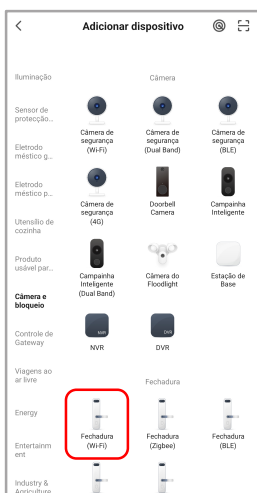 Adicionar dispositivo
Iluminação
Sensor de
protecção...
Eletrodo
méstico g...
Eletrodo
méstico p...
Utensílio de
cozinha
Produto
usável par...
Câmera e
bloqueio
Controle de
Gateway
Viagens ao
ar livre
Energy
Entertainm
ent
Industry &
Agriculture
Câmera
Câmera de
segurança
(Wi-Fi)
Câmera de
segurança
(Dual Band)
Câmera de
segurança
(BLE)
Câmera de
segurança
(4G)
Doorbell
Camera
Campainha
Inteligente
Campainha
Inteligente
(Dual Band)
Câmera do
Floodlight
Estação de
Base
NVR
NVR
DVR
DVR
Fechadura
Fechadura
(Wi-Fi)
Fechadura
(Zigbee)
Fechadura
(BLE)